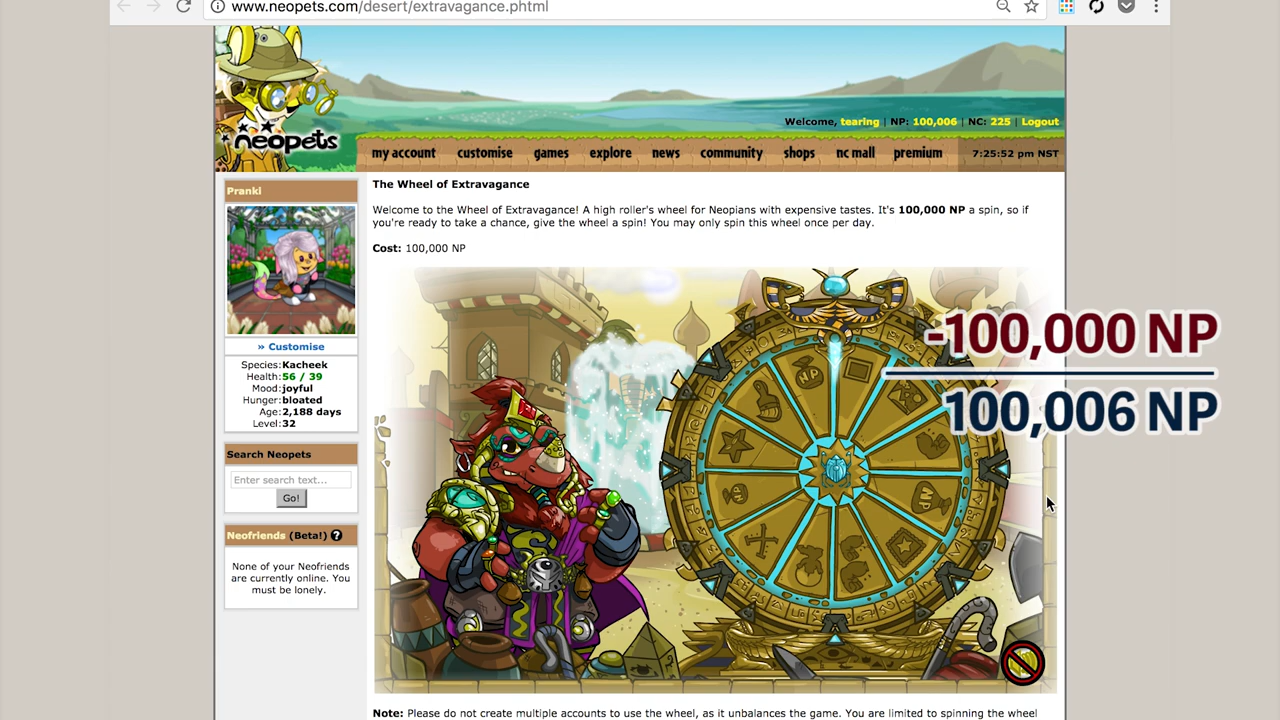 www.neopets.com/desert/extravagance.phtml
Welcome, tearing | NP: 100,006 | NC: 225 | Logout
neopets
my account customise games explore news community shops nc mall premium 7:25:52 pm NST
Pranki
» Customise
Species: Kacheek
Health: 56 / 39
Mood: joyful
Hunger: bloated
Age: 2,188 days
Level: 32
Search Neopets
Enter search text...
Go!
Neofriends (Beta!) ?
None of your Neofriends
are currently online. You
must be lonely.
The Wheel of Extravagance
Welcome to the Wheel of Extravagance! A high roller's wheel for Neopians with expensive tastes. It's 100,000 NP a spin, so if
you're ready to take a chance, give the wheel a spin! You may only spin this wheel once per day.
Cost: 100,000 NP
NP
-100,000 NP
100,006 NP
Note: Please do not create multiple accounts to use the wheel, as it unbalances the game. You are limited to spinning the wheel